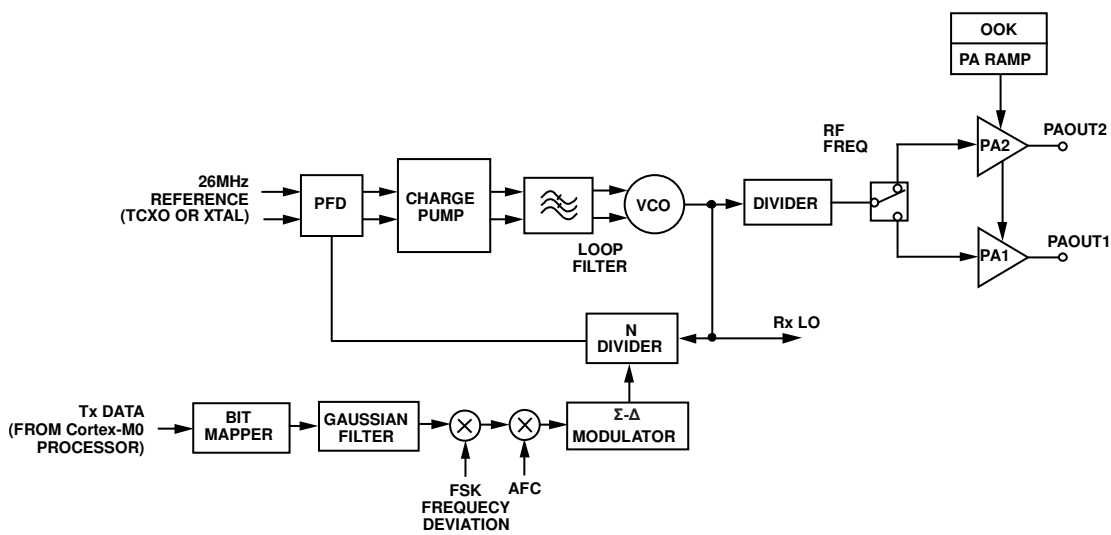 OOK
PA RAMP
RF
FREQ
PA2
PAOUT2
26MHz
REFERENCE
(TCXO OR XTAL)
PFD
CHARGE
PUMP
LOOP
FILTER
VCO
DIVIDER
PA1
PAOUT1
N
DIVIDER
Rx LO
Tx DATA
(FROM Cortex-M0
PROCESSOR)
BIT
MAPPER
GAUSSIAN
FILTER
FSK
FREQUECY
DEVIATION
AFC
Σ-Δ
MODULATOR